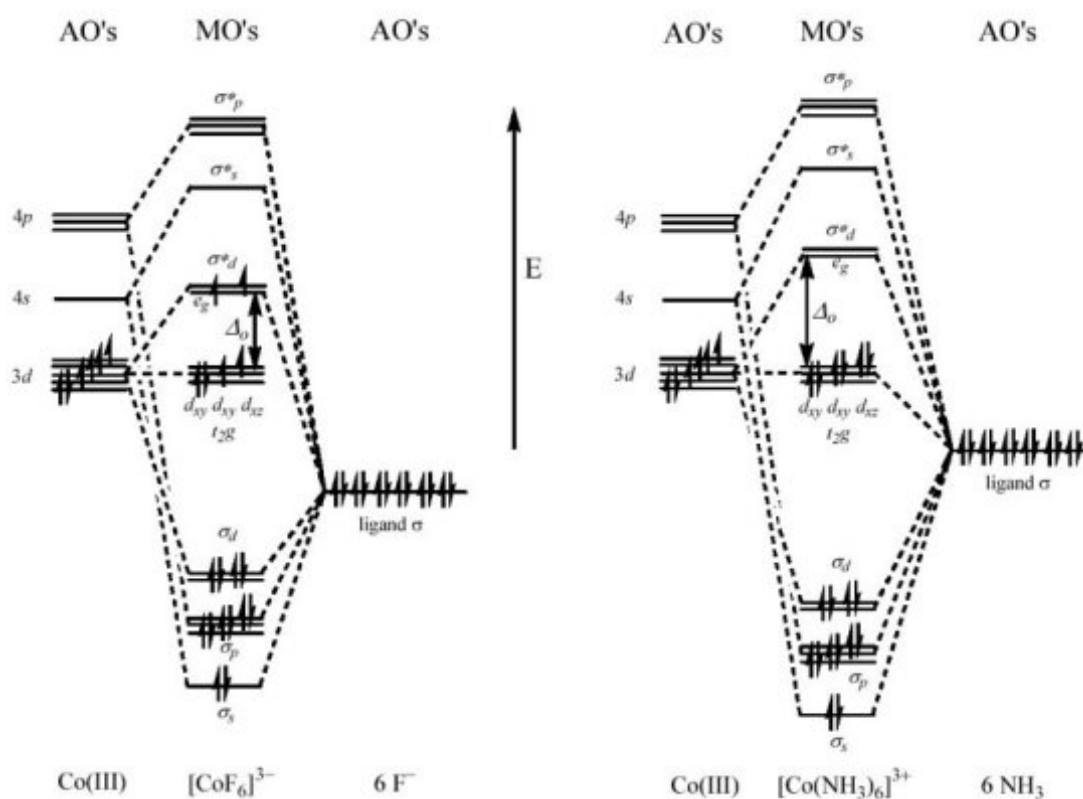 AO's MO's AO's
σ*p
σ*s
4p
σ*d
eg
4s
Δo
3d
dxy dxy dxz
t2g
ligand σ
σd
σp
σs
Co(III) [CoF6]3− 6 F−
E
AO's MO's AO's
σ*p
σ*s
4p
σ*d
eg
4s
Δo
3d
dxy dxy dxz
t2g
ligand σ
σd
σp
σs
Co(III) [Co(NH3)6]3+ 6 NH3